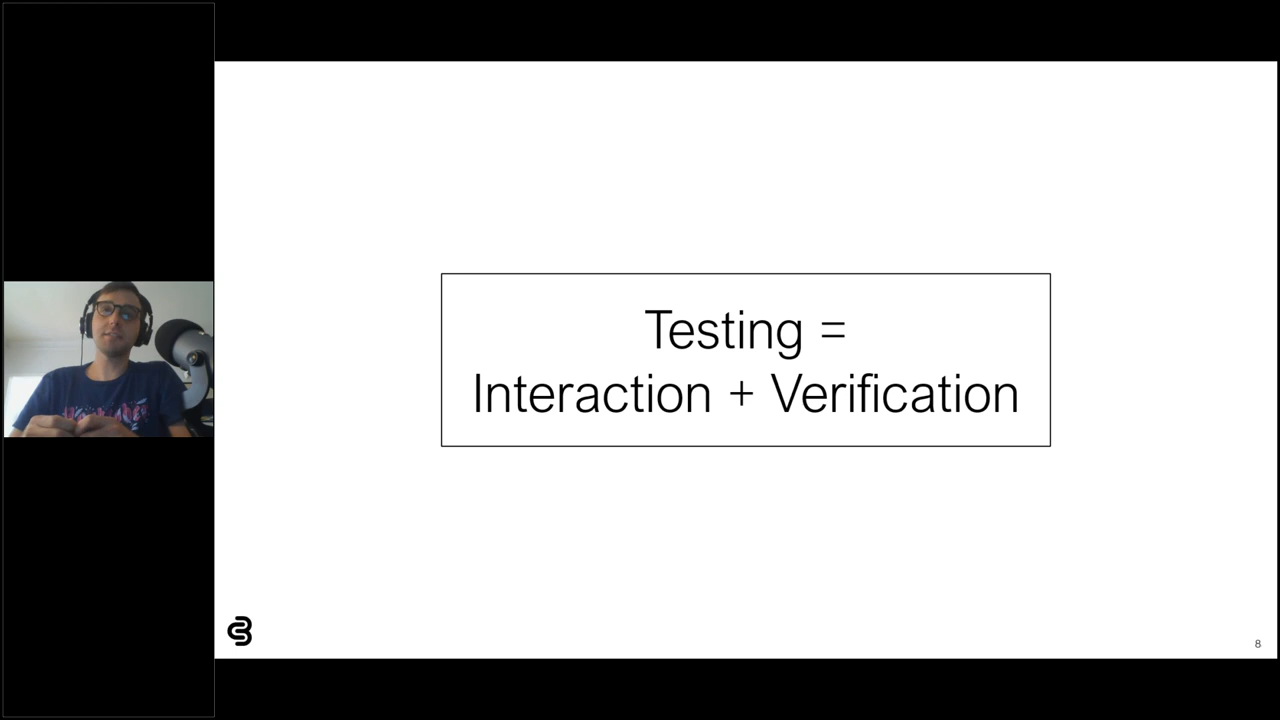 Testing =
Interaction + Verification
8